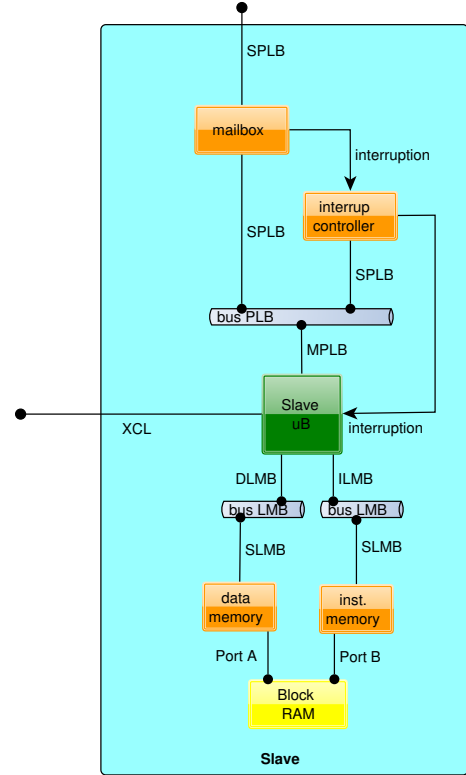 SPLB
mailbox
interruption
interrup
controller
SPLB
SPLB
bus PLB
MPLB
Slave
uB
XCL
interruption
DLMB
ILMB
bus LMB
bus LMB
SLMB
SLMB
data
memory
inst.
memory
Port A
Port B
Block
RAM
Slave